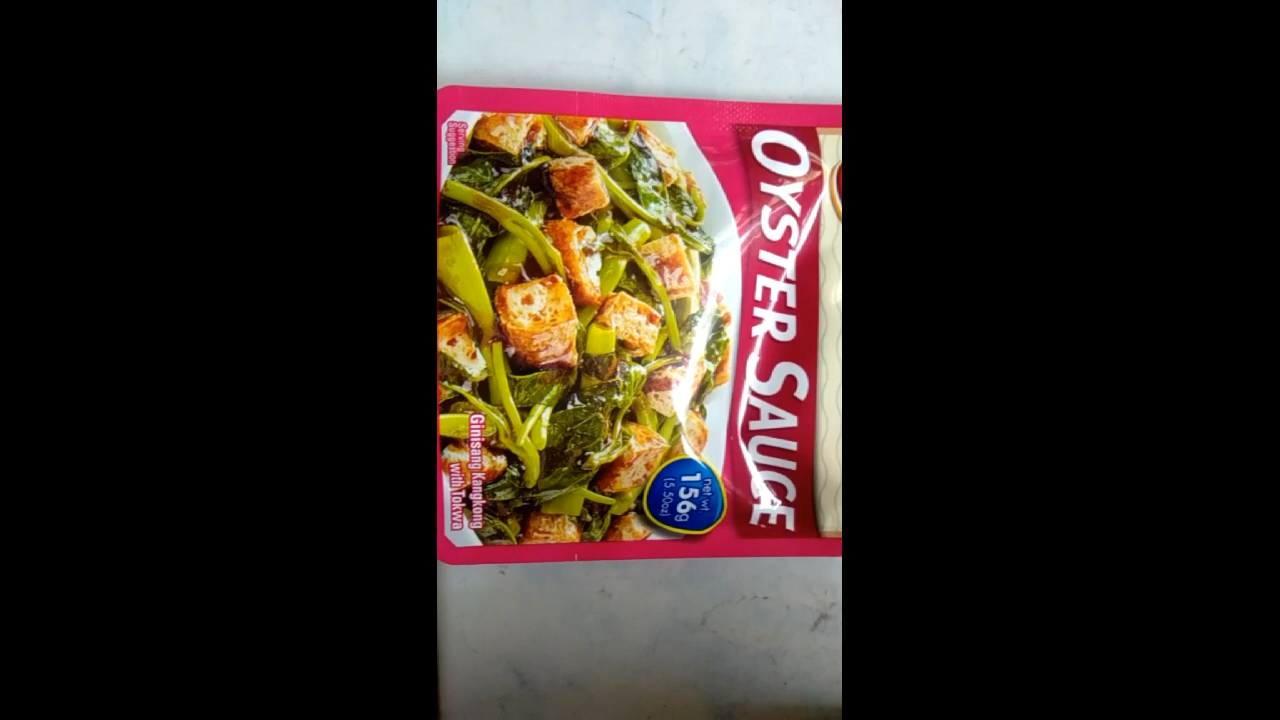 OYSTER SAUCE
net wt
156g
(5.50oz)
Serving
Suggestion
Ginisang Kangkong
with Tokwa